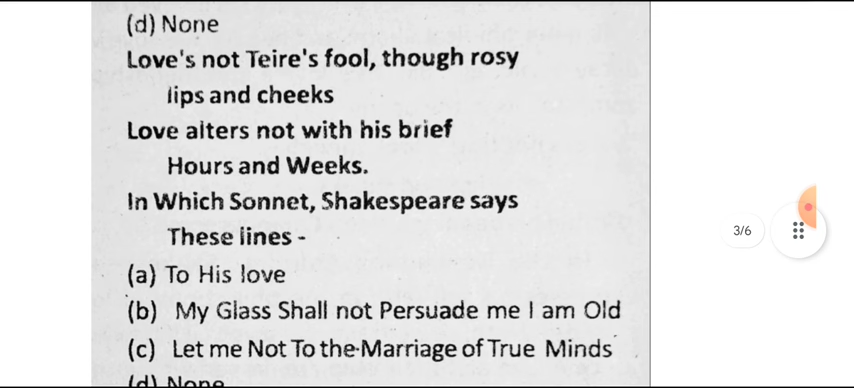 (d) None
Love's not Teire's fool, though rosy
lips and cheeks
Love alters not with his brief
Hours and Weeks.
In Which Sonnet, Shakespeare says
These lines -
(a) To His love
(b) My Glass Shall not Persuade me I am Old
3/6
(c) Let me Not To the Marriage of True Minds
(d) None